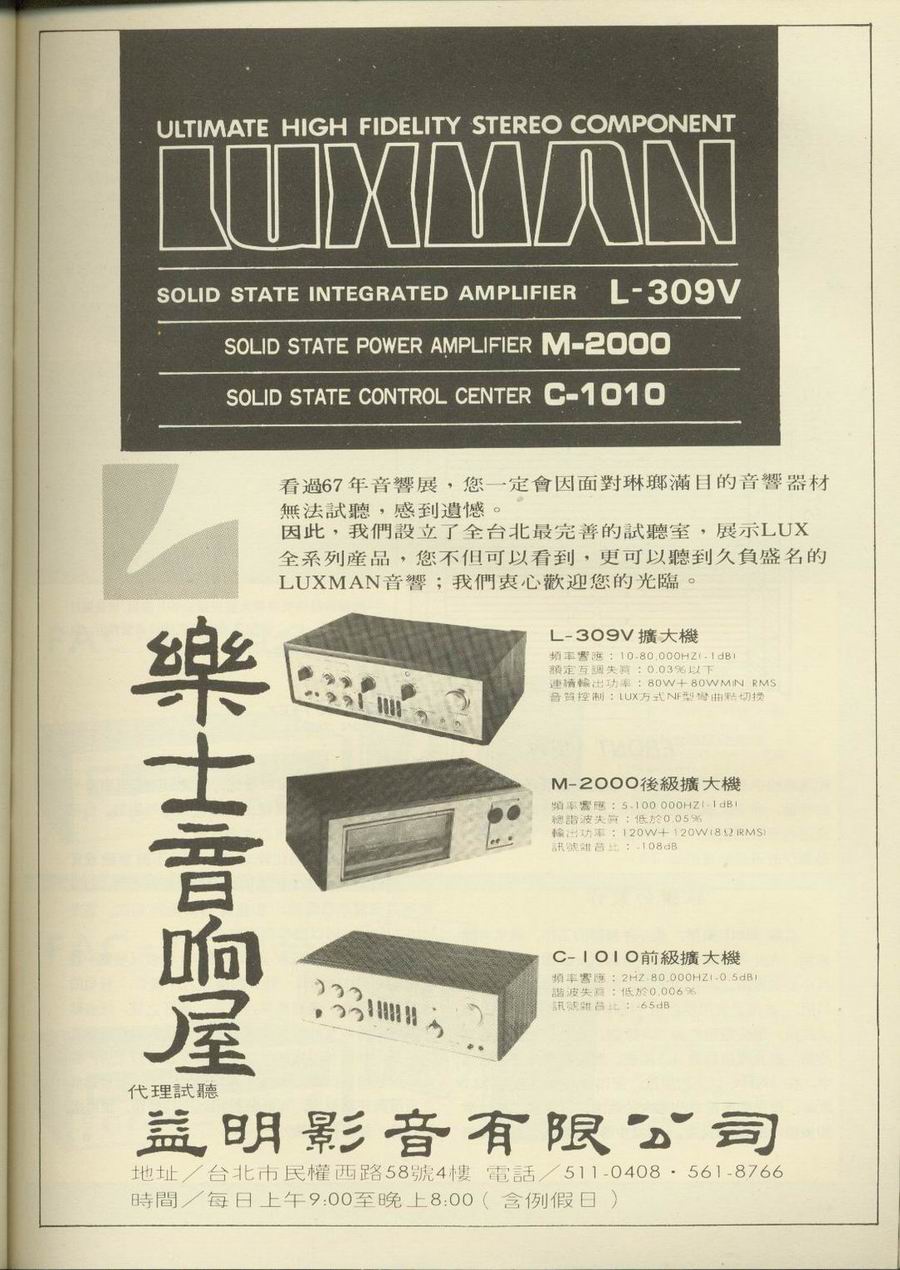 ULTIMATE HIGH FIDELITY STEREO COMPONENT
LUXMAN
SOLID STATE INTEGRATED AMPLIFIER L-309V
SOLID STATE POWER AMPLIFIER M-2000
SOLID STATE CONTROL CENTER C-1010
看過67年音響展，您一定會因面對琳瑯滿目的音響器材
無法試聽，感到遺憾。
因此，我們設立了全台北最完善的試聽室，展示LUX
全系列産品，您不但可以看到，更可以聽到久負盛名的
LUXMAN音響；我們衷心歡迎您的光臨。
樂士音响屋
L-309V擴大機
頻率響應：10-80,000HZ(-1dB)
額定互調失真：0.03%以下
連續輸出功率：80W＋80WMIN. RMS
音質控制：LUX方式NF型彎曲點切換
M-2000後級擴大機
頻率響應：5-100 000HZ(-1dB)
總諧波失真：低於0.05%
輸出功率：120W＋120W(8Ω)RMS)
訊號雜音比：-108dB
C-1010前級擴大機
頻率響應：2HZ-80,000HZ(-0.5dB)
諧波失真：低於0.006%
訊號雜音比：-65dB
代理試聽
益明影音有限公司
地址／台北市民權西路58號4樓 電話／511-0408・561-8766
時間／每日上午9:00至晚上8:00（含例假日）